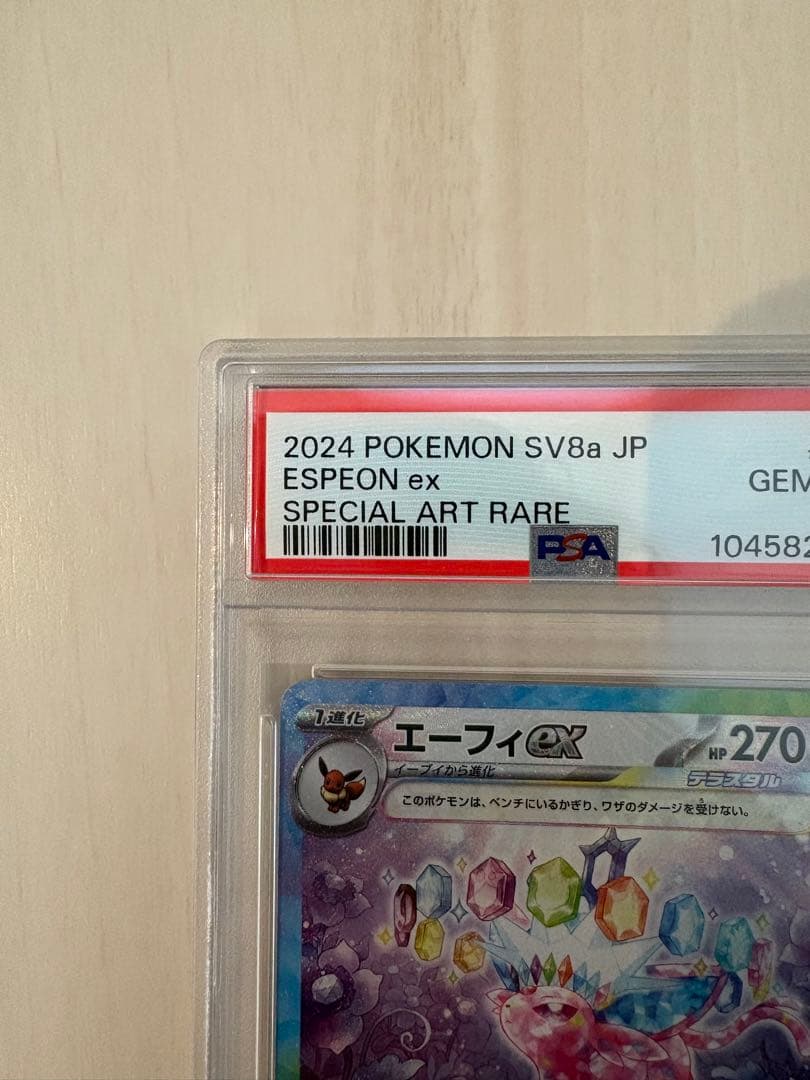 2024 POKEMON SV8a JP
ESPEON ex
GEM
SPECIAL ART RARE
PSA
104582
1進化
エーフィex
HP 270
イーブイから進化
テラスタル
このポケモンは、ベンチにいるかぎり、ワザのダメージを受けない。